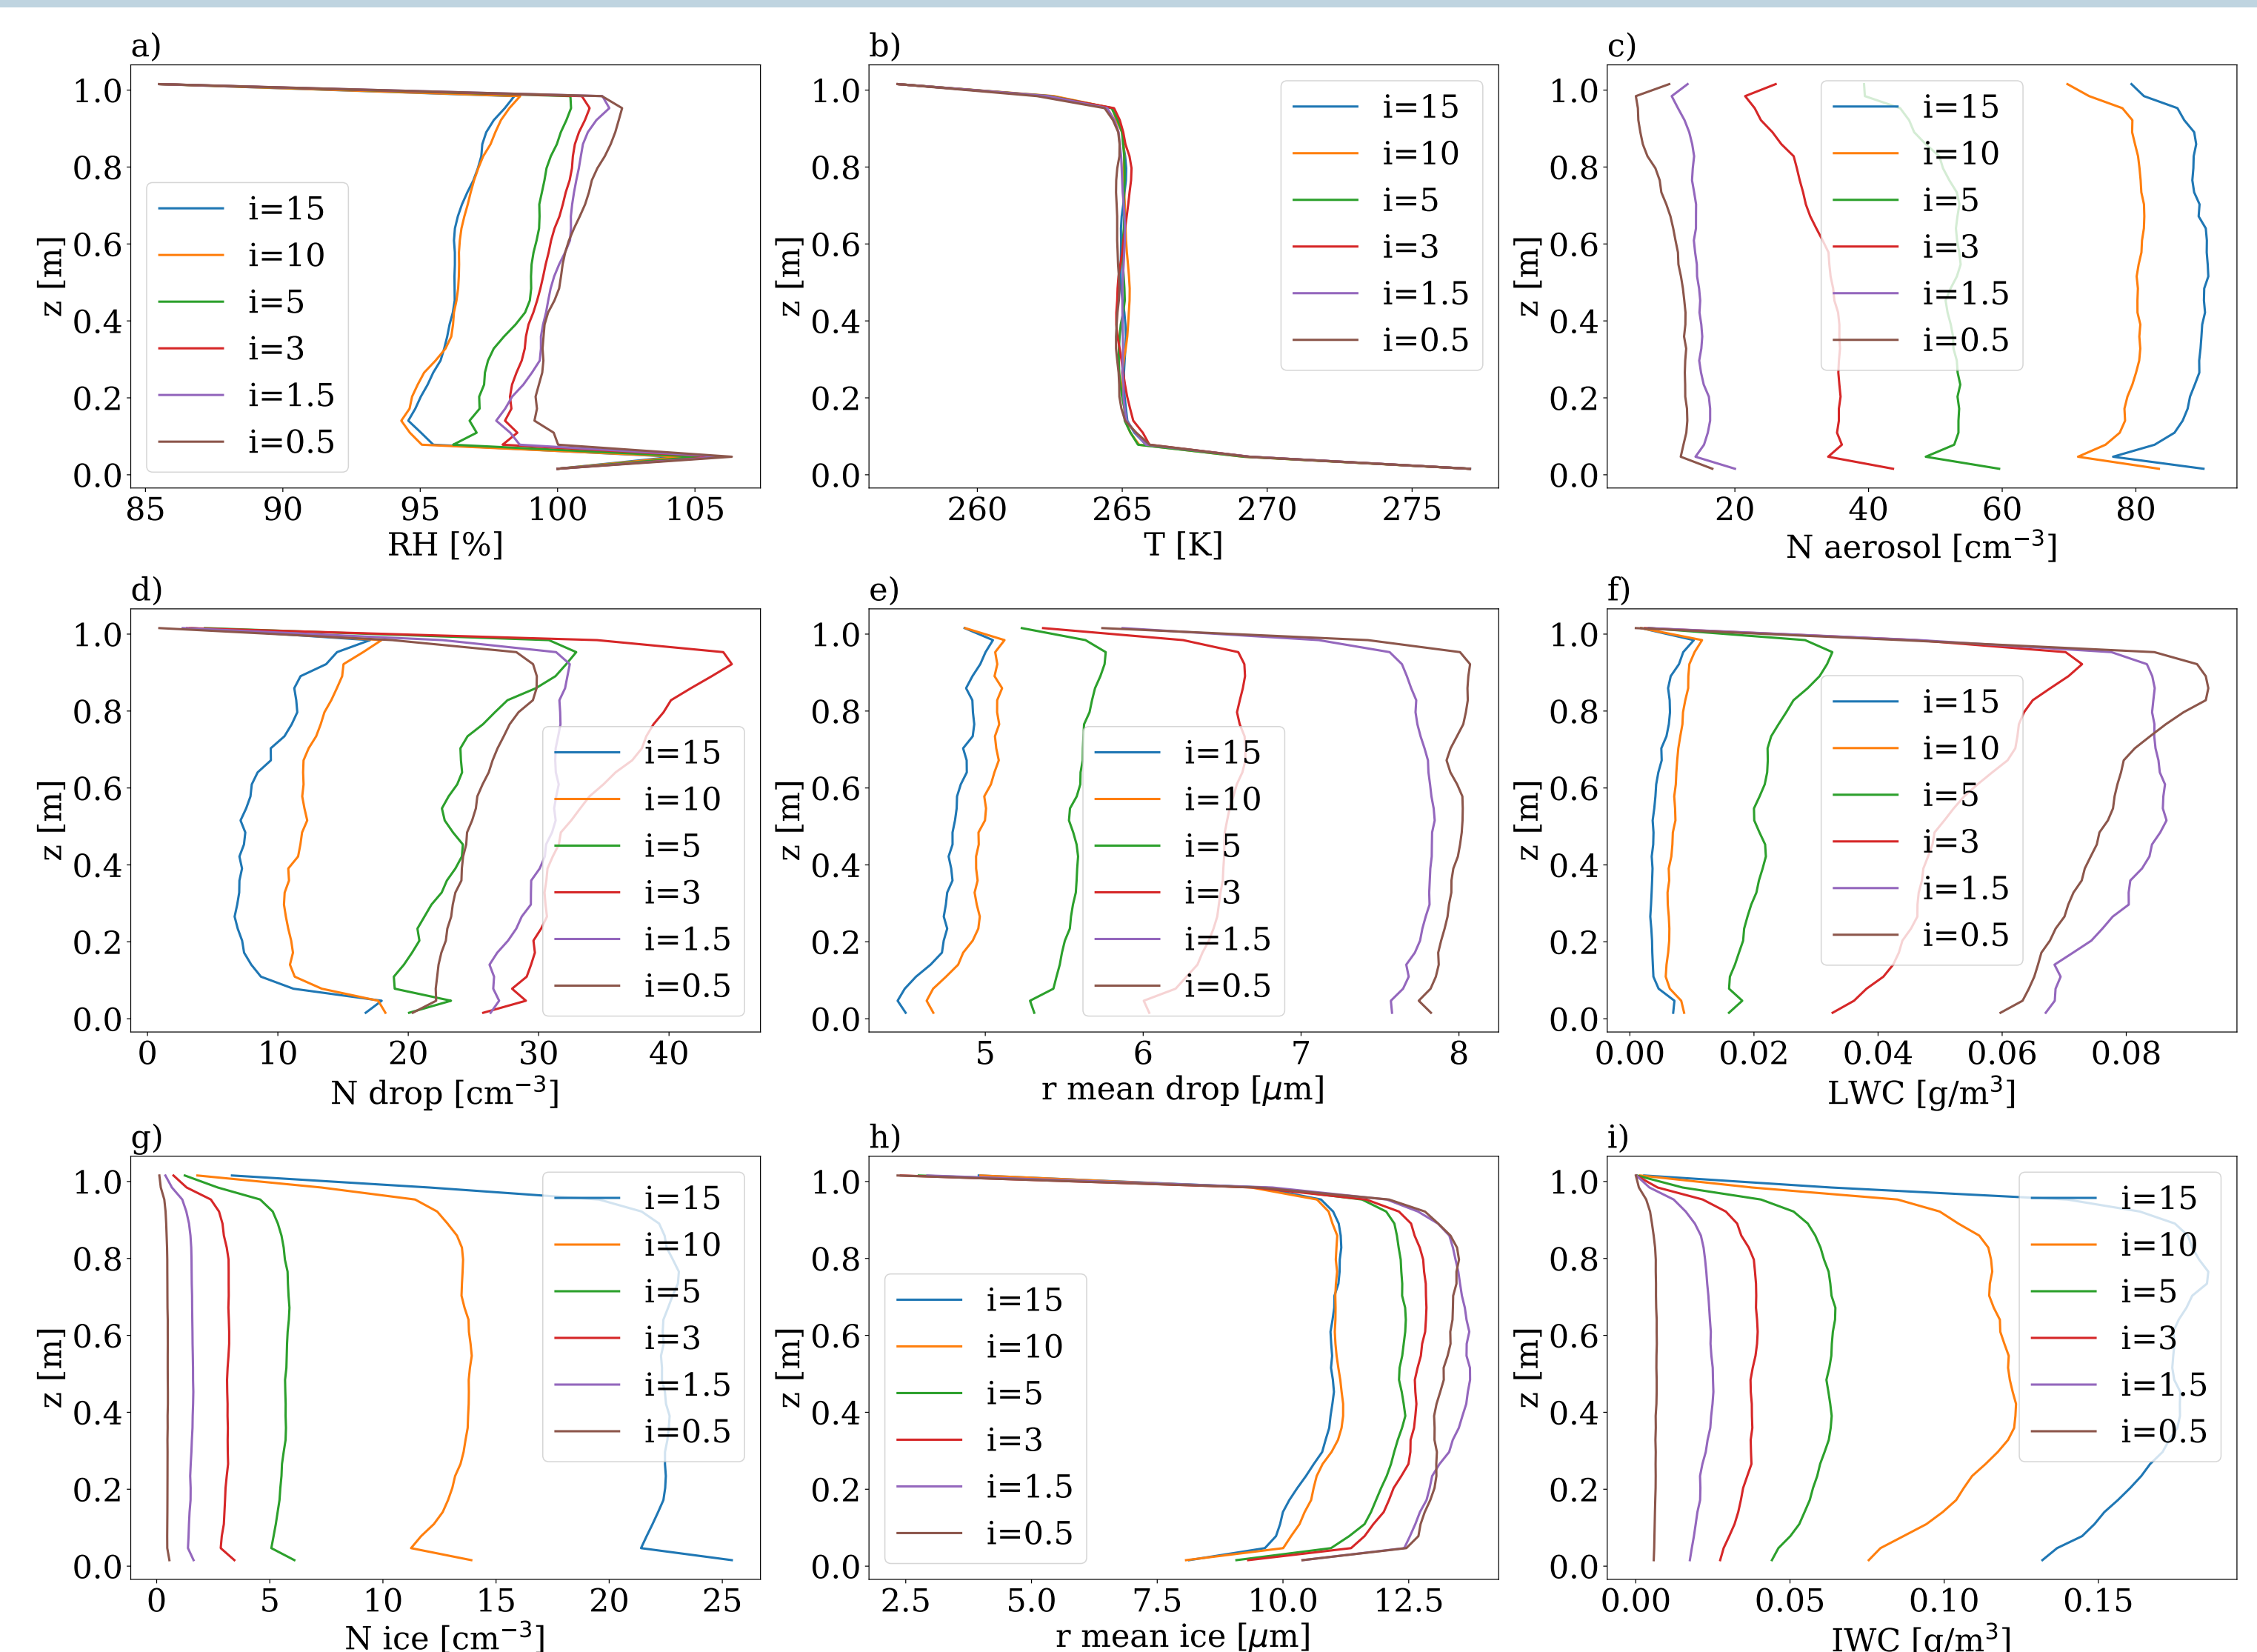 a)
1.0
0.8
0.6
0.4
0.2
0.0
z [m]
i=15
i=10
i=5
i=3
i=1.5
i=0.5
85 90 95 100 105
RH [%]
b)
1.0
0.8
0.6
0.4
0.2
0.0
z [m]
i=15
i=10
i=5
i=3
i=1.5
i=0.5
260 265 270 275
T [K]
c)
1.0
0.8
0.6
0.4
0.2
0.0
z [m]
i=15
i=10
i=5
i=3
i=1.5
i=0.5
20 40 60 80
N aerosol [cm⁻³]
d)
1.0
0.8
0.6
0.4
0.2
0.0
z [m]
i=15
i=10
i=5
i=3
i=1.5
i=0.5
0 10 20 30 40
N drop [cm⁻³]
e)
1.0
0.8
0.6
0.4
0.2
0.0
z [m]
i=15
i=10
i=5
i=3
i=1.5
i=0.5
5 6 7 8
r mean drop [μm]
f)
1.0
0.8
0.6
0.4
0.2
0.0
z [m]
i=15
i=10
i=5
i=3
i=1.5
i=0.5
0.00 0.02 0.04 0.06 0.08
LWC [g/m³]
g)
1.0
0.8
0.6
0.4
0.2
0.0
z [m]
i=15
i=10
i=5
i=3
i=1.5
i=0.5
0 5 10 15 20 25
N ice [cm⁻³]
h)
1.0
0.8
0.6
0.4
0.2
0.0
z [m]
i=15
i=10
i=5
i=3
i=1.5
i=0.5
2.5 5.0 7.5 10.0 12.5
r mean ice [μm]
i)
1.0
0.8
0.6
0.4
0.2
0.0
z [m]
i=15
i=10
i=5
i=3
i=1.5
i=0.5
0.00 0.05 0.10 0.15
IWC [g/m³]